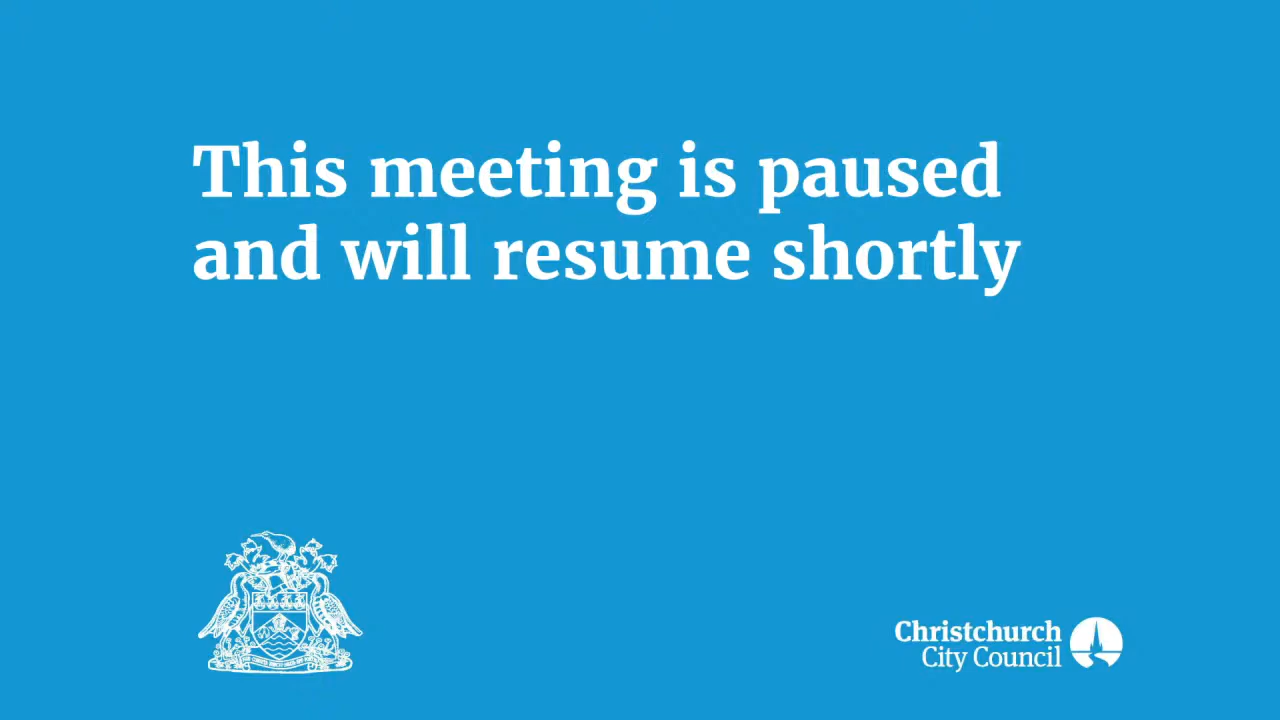 This meeting is paused
and will resume shortly
Christchurch
City Council